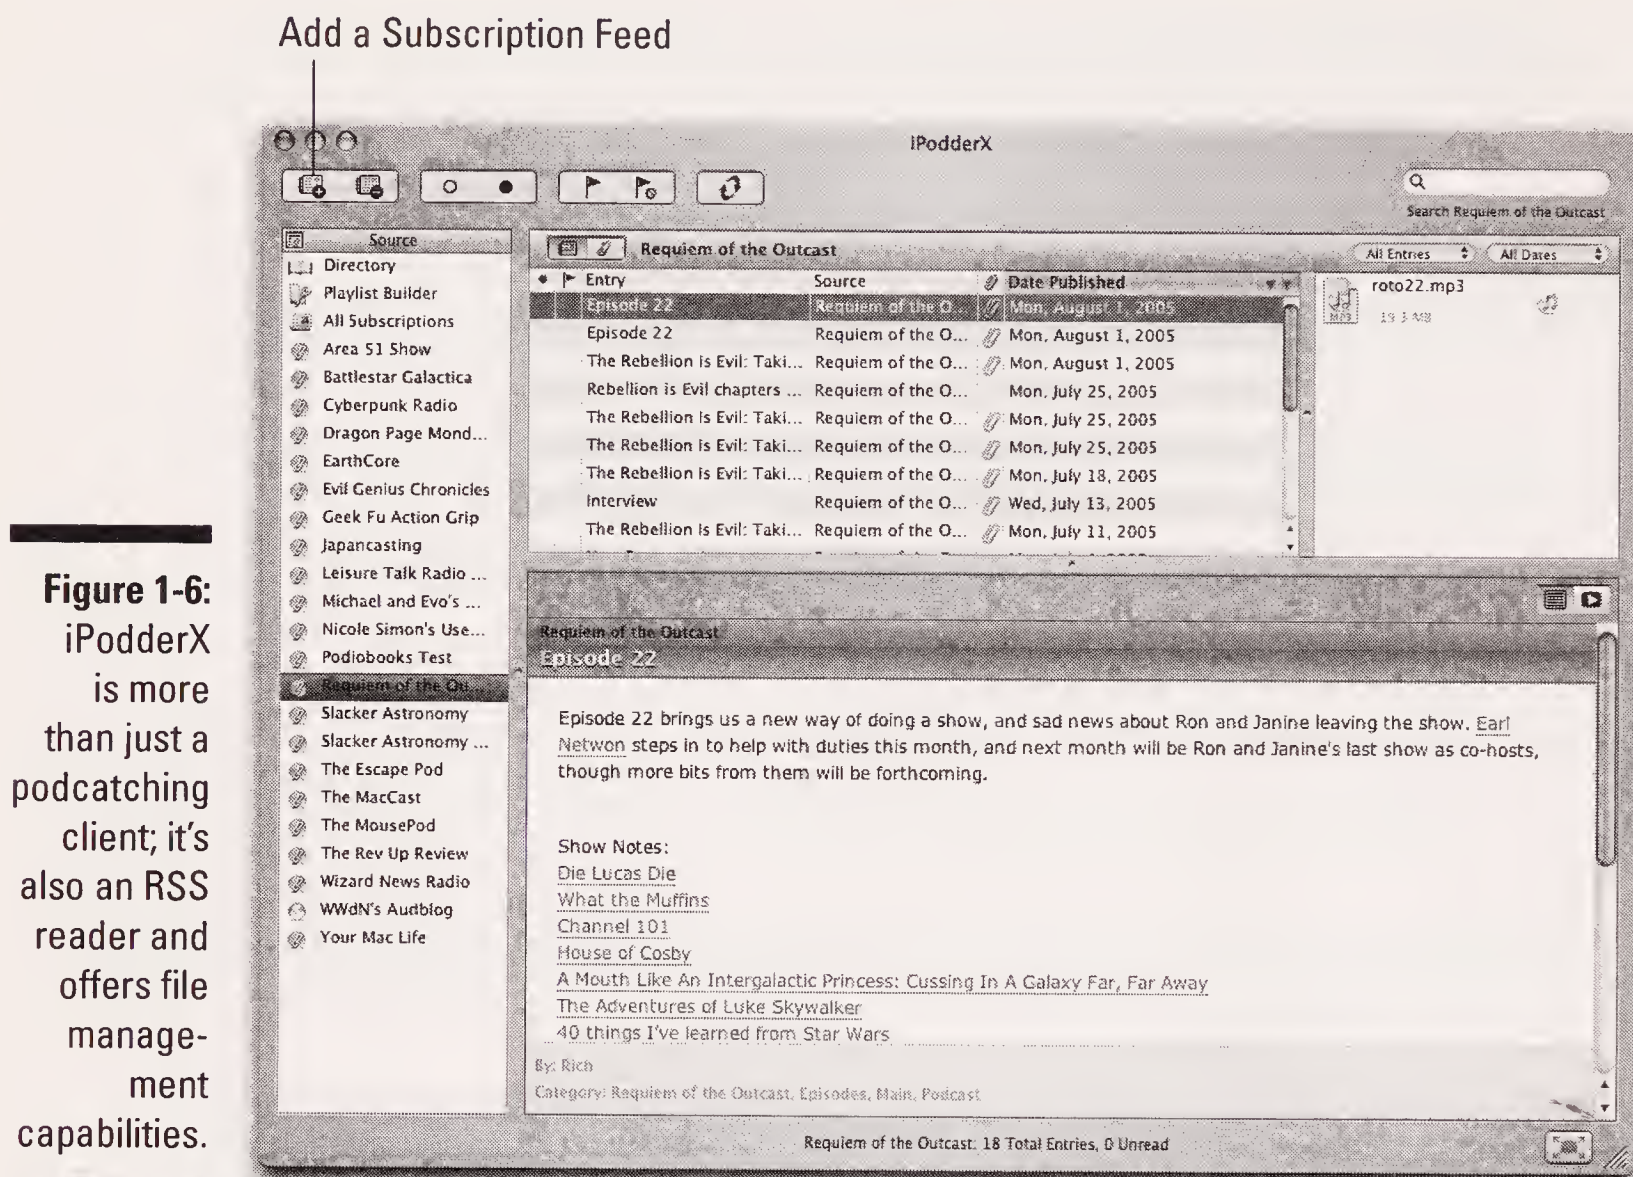 Add a Subscription Feed
iPodderX
Search Requiem of the Outcast
Source
Directory
Playlist Builder
All Subscriptions
Area 51 Show
Battlestar Galactica
Cyberpunk Radio
Dragon Page Mond...
EarthCore
Evil Genius Chronicles
Geek Fu Action Grip
Japancasting
Leisure Talk Radio ...
Michael and Evo's ...
Nicole Simon's Use...
Podiobooks Test
Requiem of the Ou...
Slacker Astronomy
Slacker Astronomy ...
The Escape Pod
The MacCast
The MousePod
The Rev Up Review
Wizard News Radio
WWdN's Audblog
Your Mac Life
Requiem of the Outcast
All Entries All Dates
Entry Source Date Published
Episode 22 Requiem of the O... Mon, August 1, 2005
Episode 22 Requiem of the O... Mon, August 1, 2005
The Rebellion is Evil: Taki... Requiem of the O... Mon, August 1, 2005
Rebellion is Evil chapters ... Requiem of the O... Mon, July 25, 2005
The Rebellion is Evil: Taki... Requiem of the O... Mon, July 25, 2005
The Rebellion is Evil: Taki... Requiem of the O... Mon, July 25, 2005
The Rebellion is Evil: Taki... Requiem of the O... Mon, July 18, 2005
Interview Requiem of the O... Wed, July 13, 2005
The Rebellion is Evil: Taki... Requiem of the O... Mon, July 11, 2005
roto22.mp3
MP3
Requiem of the Outcast
Episode 22
Episode 22 brings us a new way of doing a show, and sad news about Ron and Janine leaving the show. Earl
Netwon steps in to help with duties this month, and next month will be Ron and Janine's last show as co-hosts,
though more bits from them will be forthcoming.
Show Notes:
Die Lucas Die
What the Muffins
Channel 101
House of Cosby
A Mouth Like An Intergalactic Princess: Cussing In A Galaxy Far, Far Away
The Adventures of Luke Skywalker
40 things I've learned from Star Wars
By: Rich
Category: Requiem of the Outcast, Episodes, Main, Podcast
Requiem of the Outcast: 18 Total Entries, 0 Unread
Figure 1-6:
iPodderX
is more
than just a
podcatching
client; it's
also an RSS
reader and
offers file
manage-
ment
capabilities.